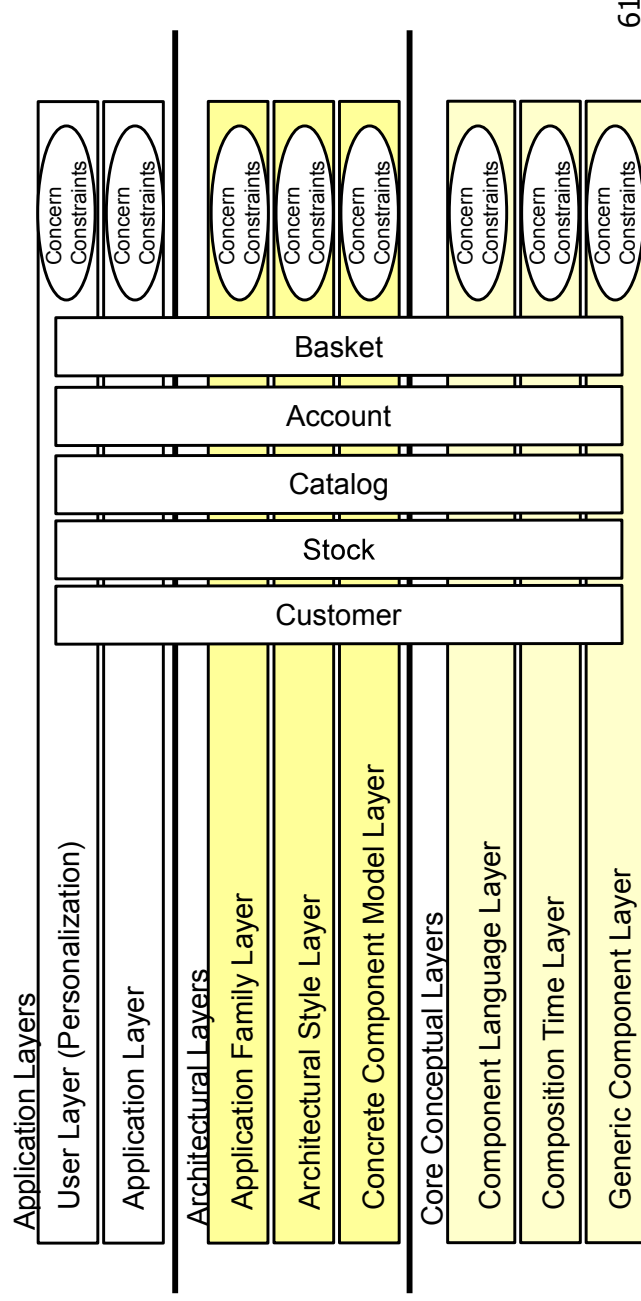 Application Layers
User Layer (Personalization)
Concern
Constraints
Application Layer
Concern
Constraints
Architectural Layers
Application Family Layer
Concern
Constraints
Architectural Style Layer
Concern
Constraints
Concrete Component Model Layer
Concern
Constraints
Core Conceptual Layers
Component Language Layer
Concern
Constraints
Composition Time Layer
Concern
Constraints
Generic Component Layer
Concern
Constraints
Customer
Stock
Catalog
Account
Basket
61